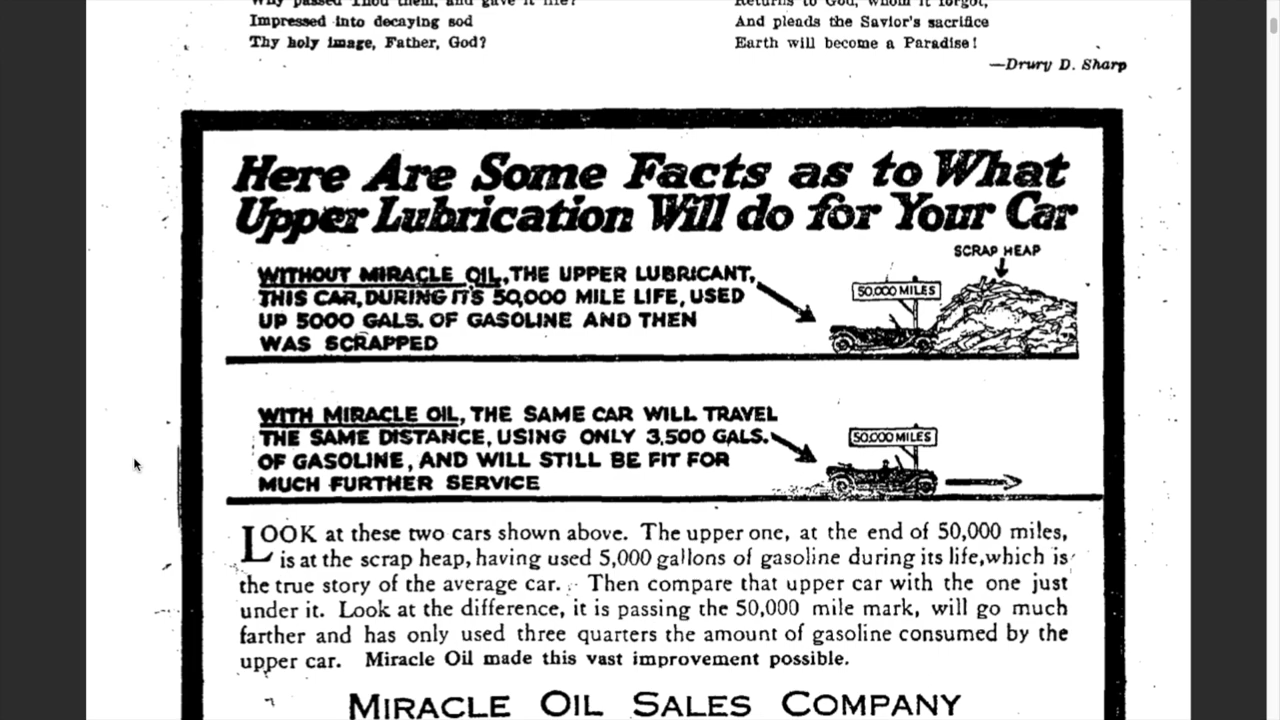 Why passed Thou them, and gave it life?
Impressed into decaying sod
Thy holy image, Father, God?
Returns to God, whom it forgot,
And pleads the Savior's sacrifice
Earth will become a Paradise!
—Drury D. Sharp
Here Are Some Facts as to What
Upper Lubrication Will do for Your Car
SCRAP HEAP
WITHOUT MIRACLE OIL, THE UPPER LUBRICANT,
THIS CAR, DURING IT'S 50,000 MILE LIFE, USED
UP 5000 GALS. OF GASOLINE AND THEN
WAS SCRAPPED
50,000 MILES
WITH MIRACLE OIL, THE SAME CAR WILL TRAVEL
THE SAME DISTANCE, USING ONLY 3,500 GALS.
OF GASOLINE, AND WILL STILL BE FIT FOR
MUCH FURTHER SERVICE
50,000 MILES
LOOK at these two cars shown above. The upper one, at the end of 50,000 miles,
is at the scrap heap, having used 5,000 gallons of gasoline during its life, which is
the true story of the average car. Then compare that upper car with the one just
under it. Look at the difference, it is passing the 50,000 mile mark, will go much
farther and has only used three quarters the amount of gasoline consumed by the
upper car. Miracle Oil made this vast improvement possible.
MIRACLE OIL SALES COMPANY